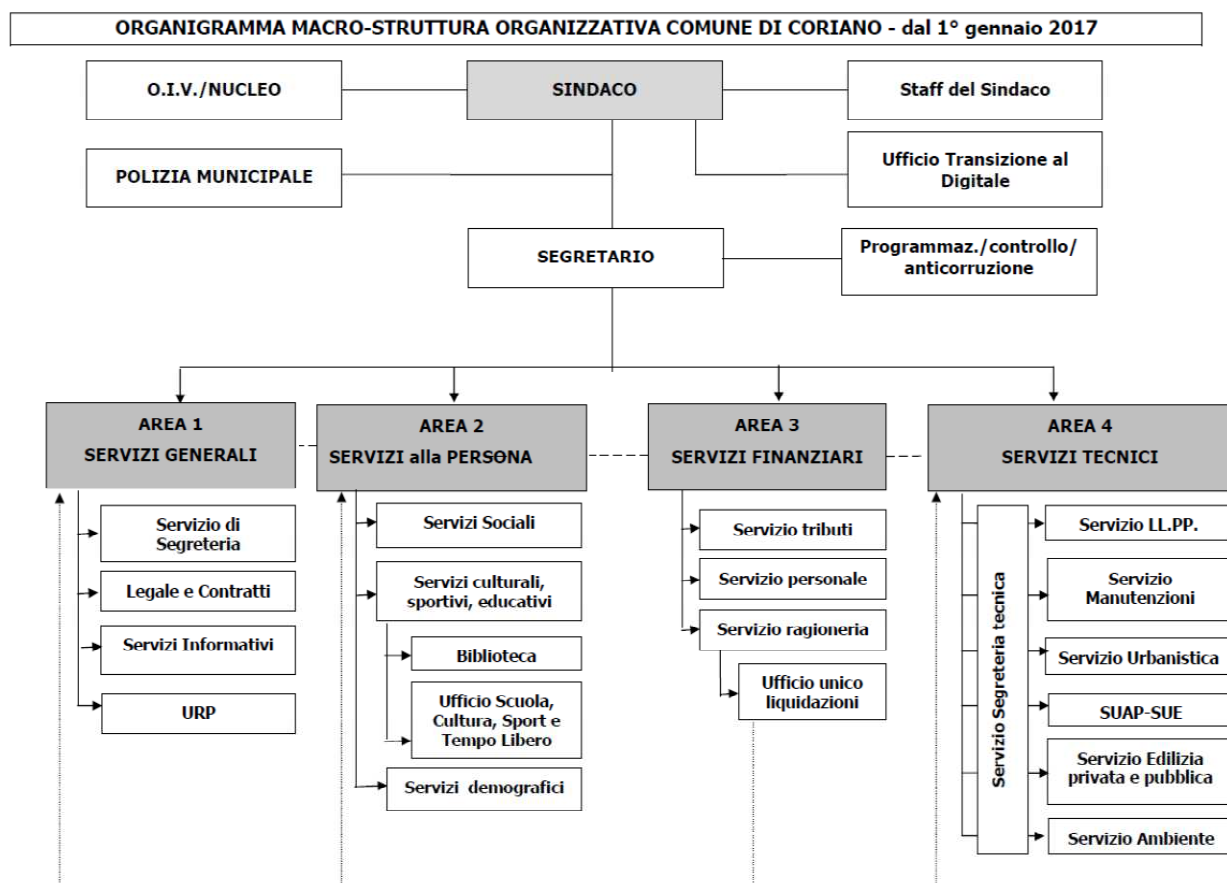 ORGANIGRAMMA MACRO-STRUTTURA ORGANIZZATIVA COMUNE DI CORIANO - dal 1° gennaio 2017
O.I.V./NUCLEO
SINDACO
Staff del Sindaco
POLIZIA MUNICIPALE
Ufficio Transizione al
Digitale
SEGRETARIO
Programmaz./controllo/
anticorruzione
AREA 1
SERVIZI GENERALI
Servizio di
Segreteria
Legale e Contratti
Servizi Informativi
URP
AREA 2
SERVIZI alla PERSONA
Servizi Sociali
Servizi culturali,
sportivi, educativi
Biblioteca
Ufficio Scuola,
Cultura, Sport e
Tempo Libero
Servizi demografici
AREA 3
SERVIZI FINANZIARI
Servizio tributi
Servizio personale
Servizio ragioneria
Ufficio unico
liquidazioni
AREA 4
SERVIZI TECNICI
Servizio Segreteria tecnica
Servizio LL.PP.
Servizio
Manutenzioni
Servizio Urbanistica
SUAP-SUE
Servizio Edilizia
privata e pubblica
Servizio Ambiente